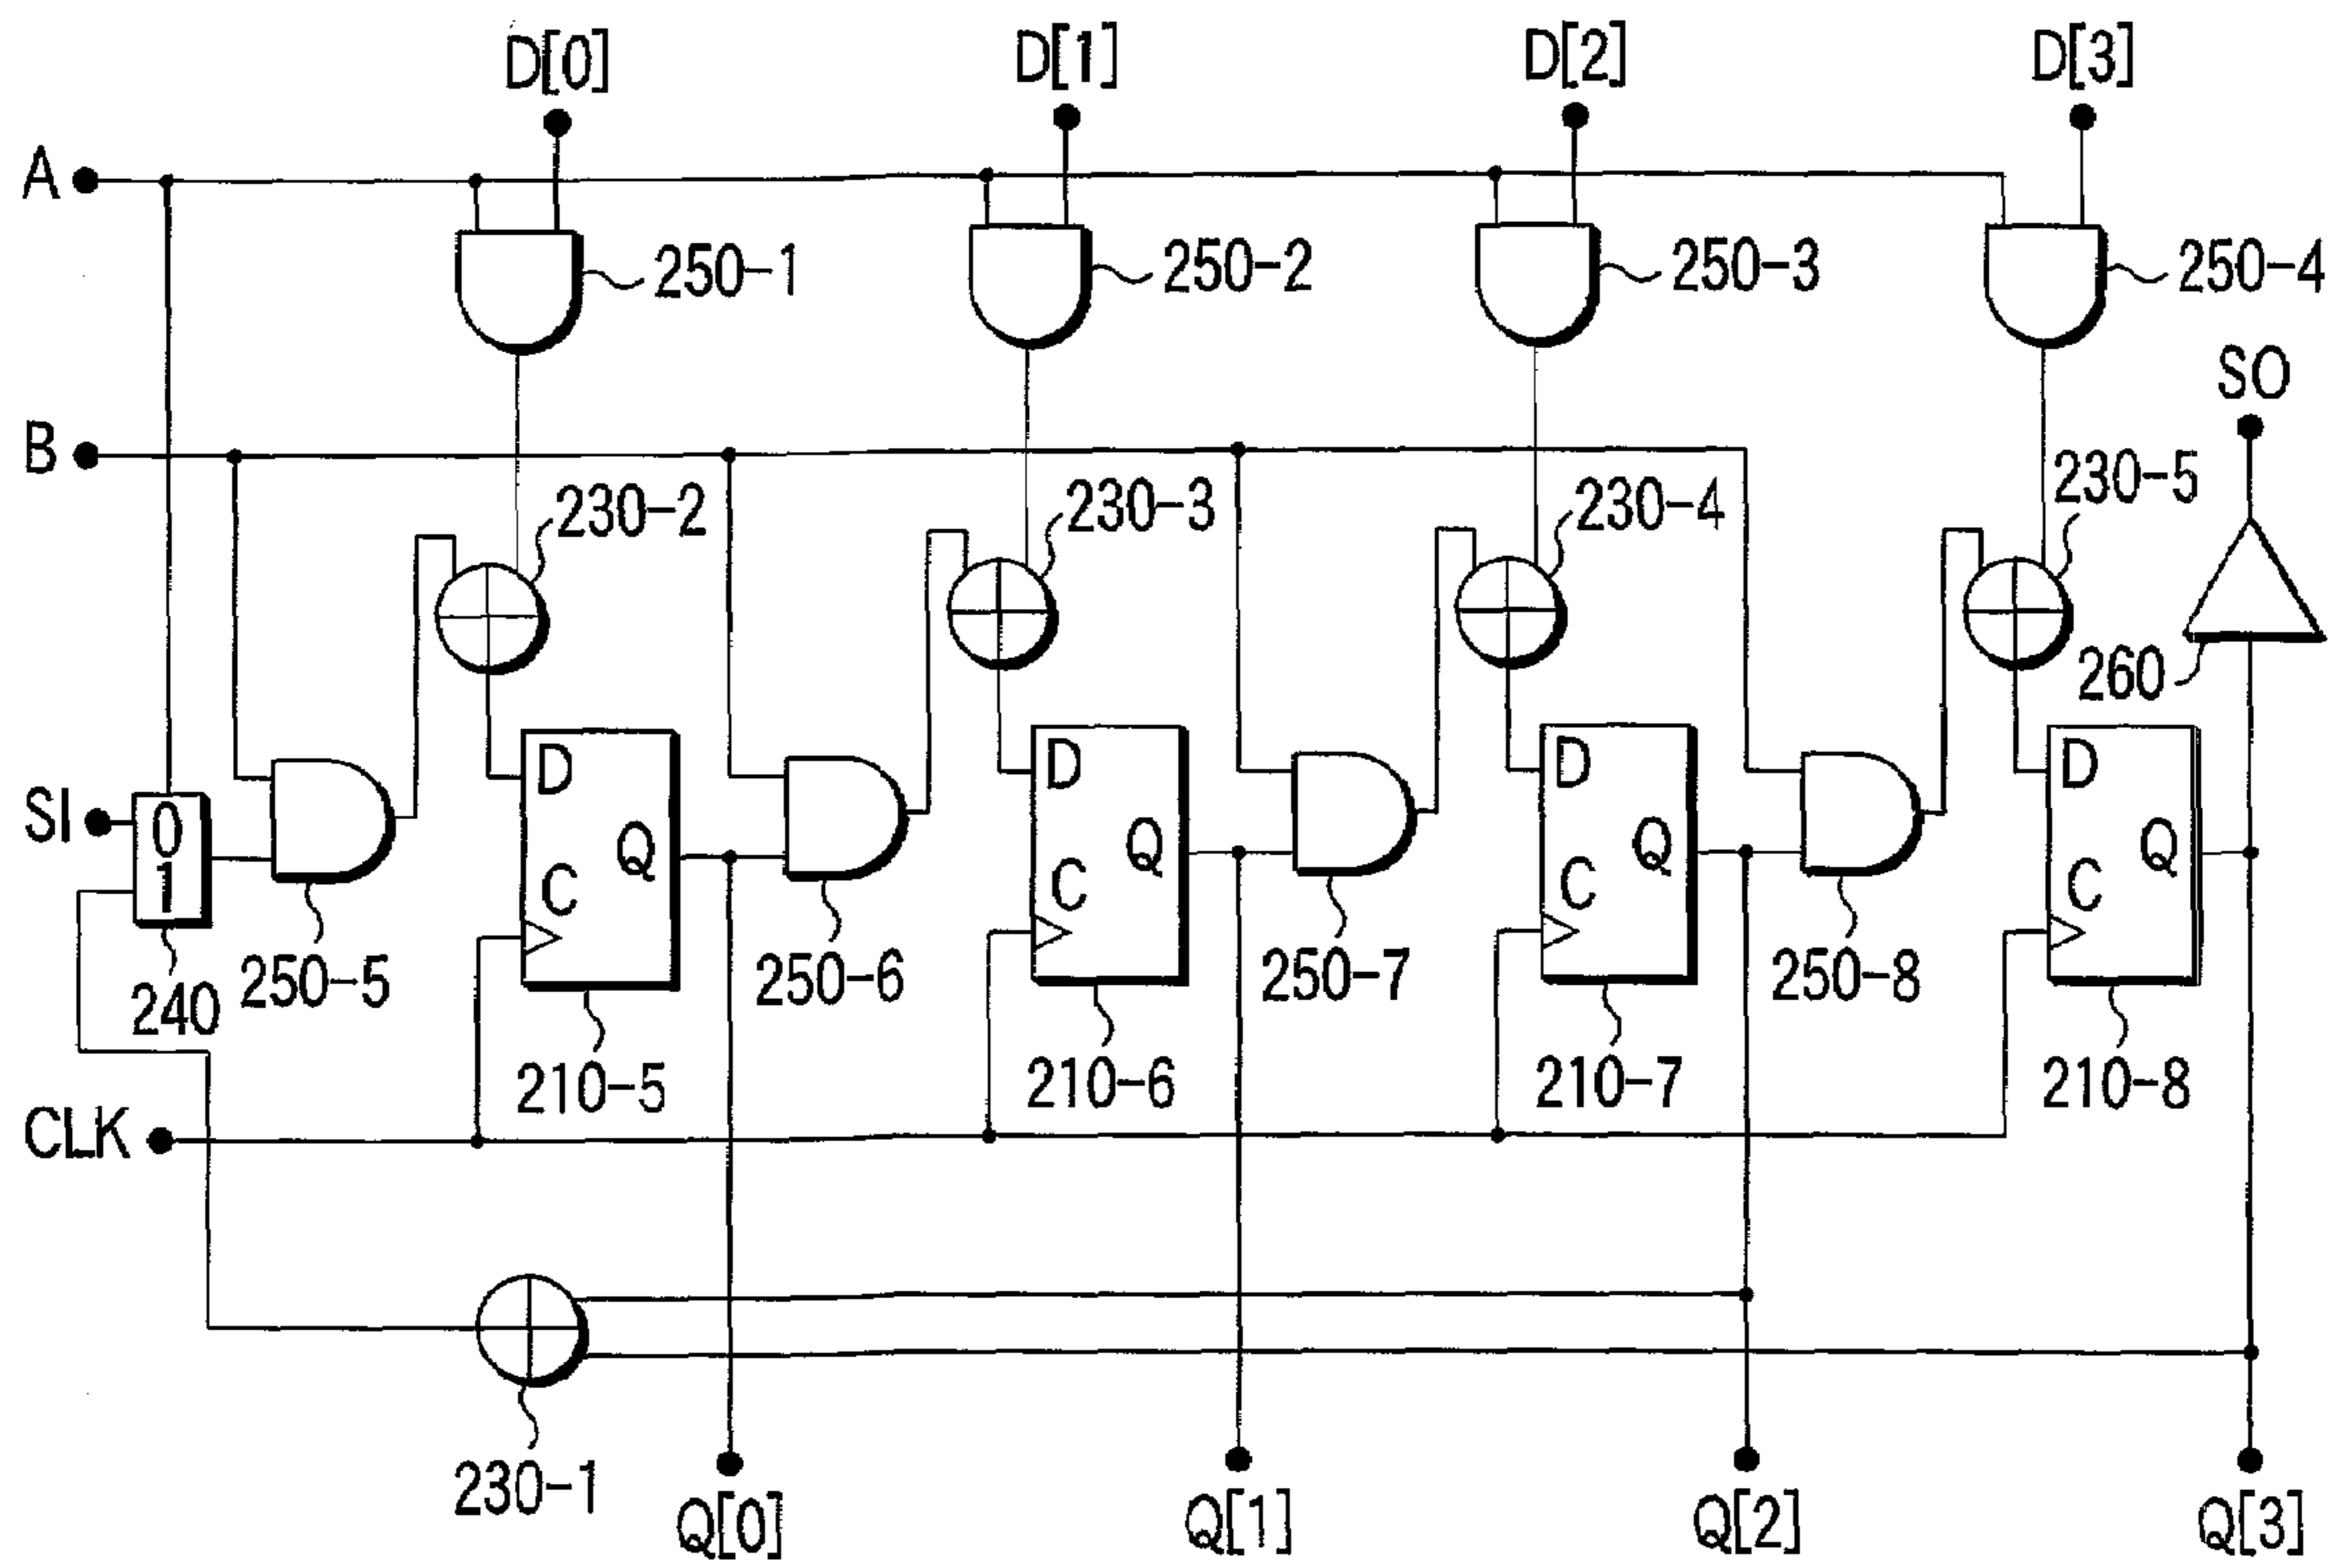 D[0] D[1] D[2] D[3]
A
250-1 250-2 250-3 250-4
SO
B
230-2 230-3 230-4 230-5
260
D D D D
SI 0 Q Q Q Q
1 C C C C
240 250-5 250-6 250-7 250-8
210-5 210-6 210-7 210-8
CLK
230-1
Q[0] Q[1] Q[2] Q[3]